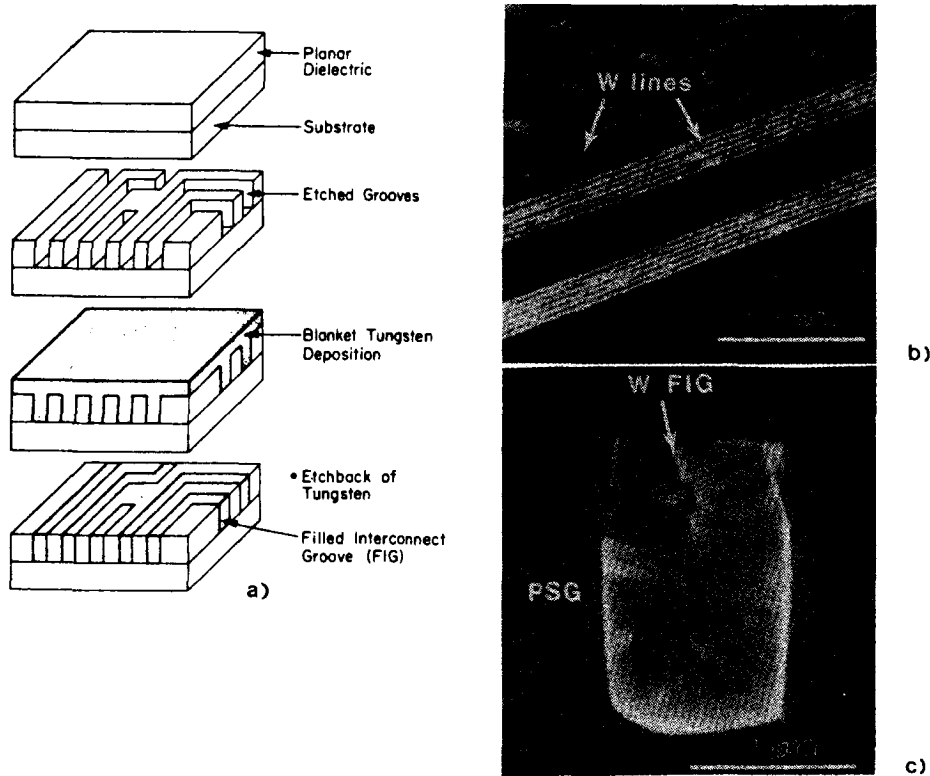 Planar
Dielectric
Substrate
Etched Grooves
Blanket Tungsten
Deposition
• Etchback of
Tungsten
Filled Interconnect
Groove (FIG)
a)
W lines
b)
W FIG
PSG
c)